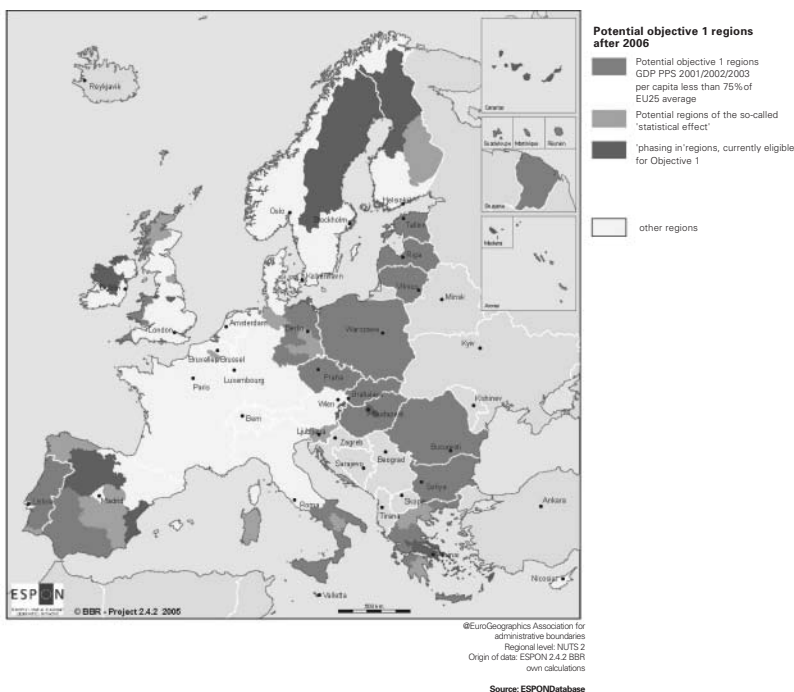 Potential objective 1 regions
after 2006
Potential objective 1 regions
GDP PPS 2001/2002/2003
per capita less than 75% of
EU25 average
Potential regions of the so-called
'statistical effect'
'phasing in'regions, currently eligible
for Objective 1
other regions
Reykjavik
Canarias
Guadeloupe Martinique Réunion
Guyane
Madeira
Helsinki
Oslo
Stockholm
Tallinn
Riga
København
Vilnius
Minsk
London
Amsterdam
Berlin
Warszawa
Kyiv
Bruxelles/Brussel
Luxembourg
Praha
Paris
Wien
Bratislava
Budapest
Kishinev
Bern
Ljubljana
Zagreb
Bucuresti
Beograd
Sarajevo
Sofiya
Skopje
Madrid
Roma
Tirana
Ankara
Lisboa
Nicosia
Valletta
ESPON
© BBR - Project 2.4.2 2005
@EuroGeographics Association for
administrative boundaries
Regional level: NUTS 2
Origin of data: ESPON 2.4.2 BBR
own calculations
Source: ESPONDatabase